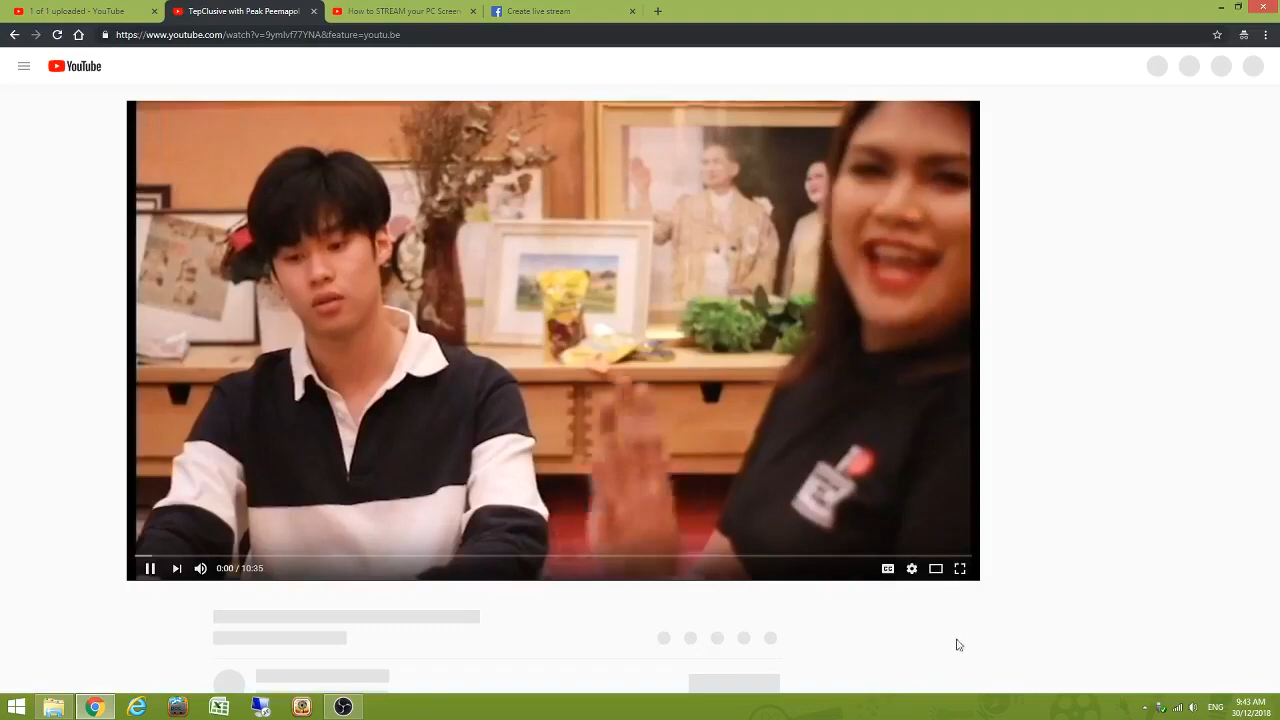 1 of 1 uploaded - YouTube
TepClusive with Peak Peemapol
How to STREAM your PC Screen
Create live stream
https://www.youtube.com/watch?v=9ymIvf77YNA&feature=youtu.be
YouTube
0:00 / 10:35
CC
ENG
9:43 AM
30/12/2018